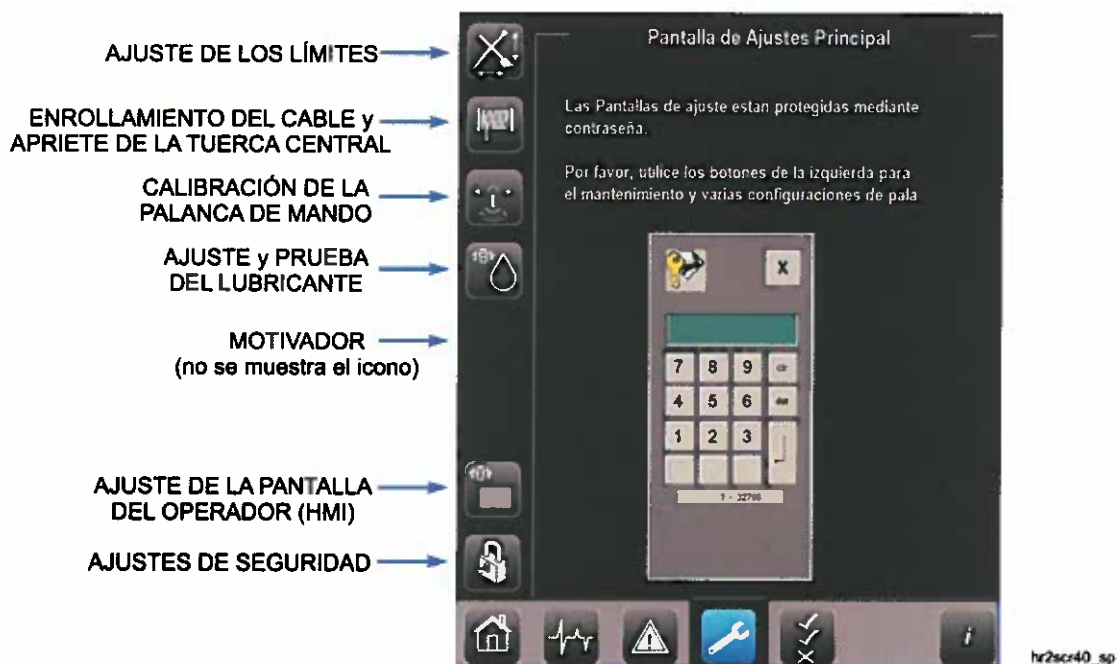 AJUSTE DE LOS LÍMITES
ENROLLAMIENTO DEL CABLE y
APRIETE DE LA TUERCA CENTRAL
CALIBRACIÓN DE LA
PALANCA DE MANDO
AJUSTE y PRUEBA
DEL LUBRICANTE
MOTIVADOR
(no se muestra el icono)
AJUSTE DE LA PANTALLA
DEL OPERADOR (HMI)
AJUSTES DE SEGURIDAD
Pantalla de Ajustes Principal
Las Pantallas de ajuste estan protegidas mediante
contraseña.
Por favor, utilice los botones de la izquierda para
el mantenimiento y varias configuraciones de pala
X
7 8 9 clr
4 5 6 del
1 2 3
i
hr2scr40_sp